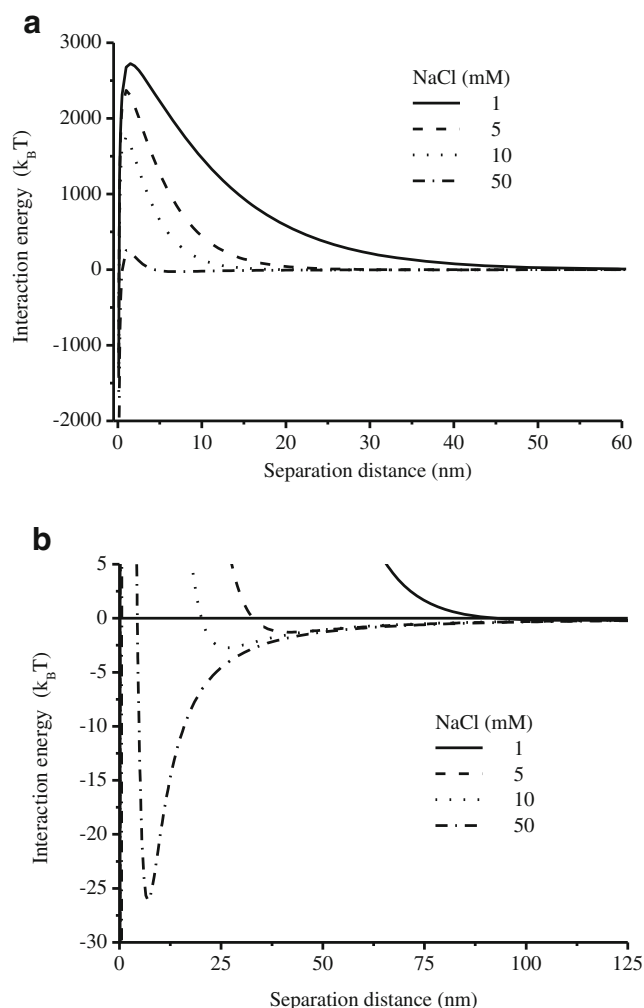 a
3000
2000
1000
0
-1000
-2000
Interaction energy (k_BT)
NaCl (mM)
1
5
10
50
0 10 20 30 40 50 60
Separation distance (nm)
b
5
0
-5
-10
-15
-20
-25
-30
Interaction energy (k_BT)
NaCl (mM)
1
5
10
50
0 25 50 75 100 125
Separation distance (nm)